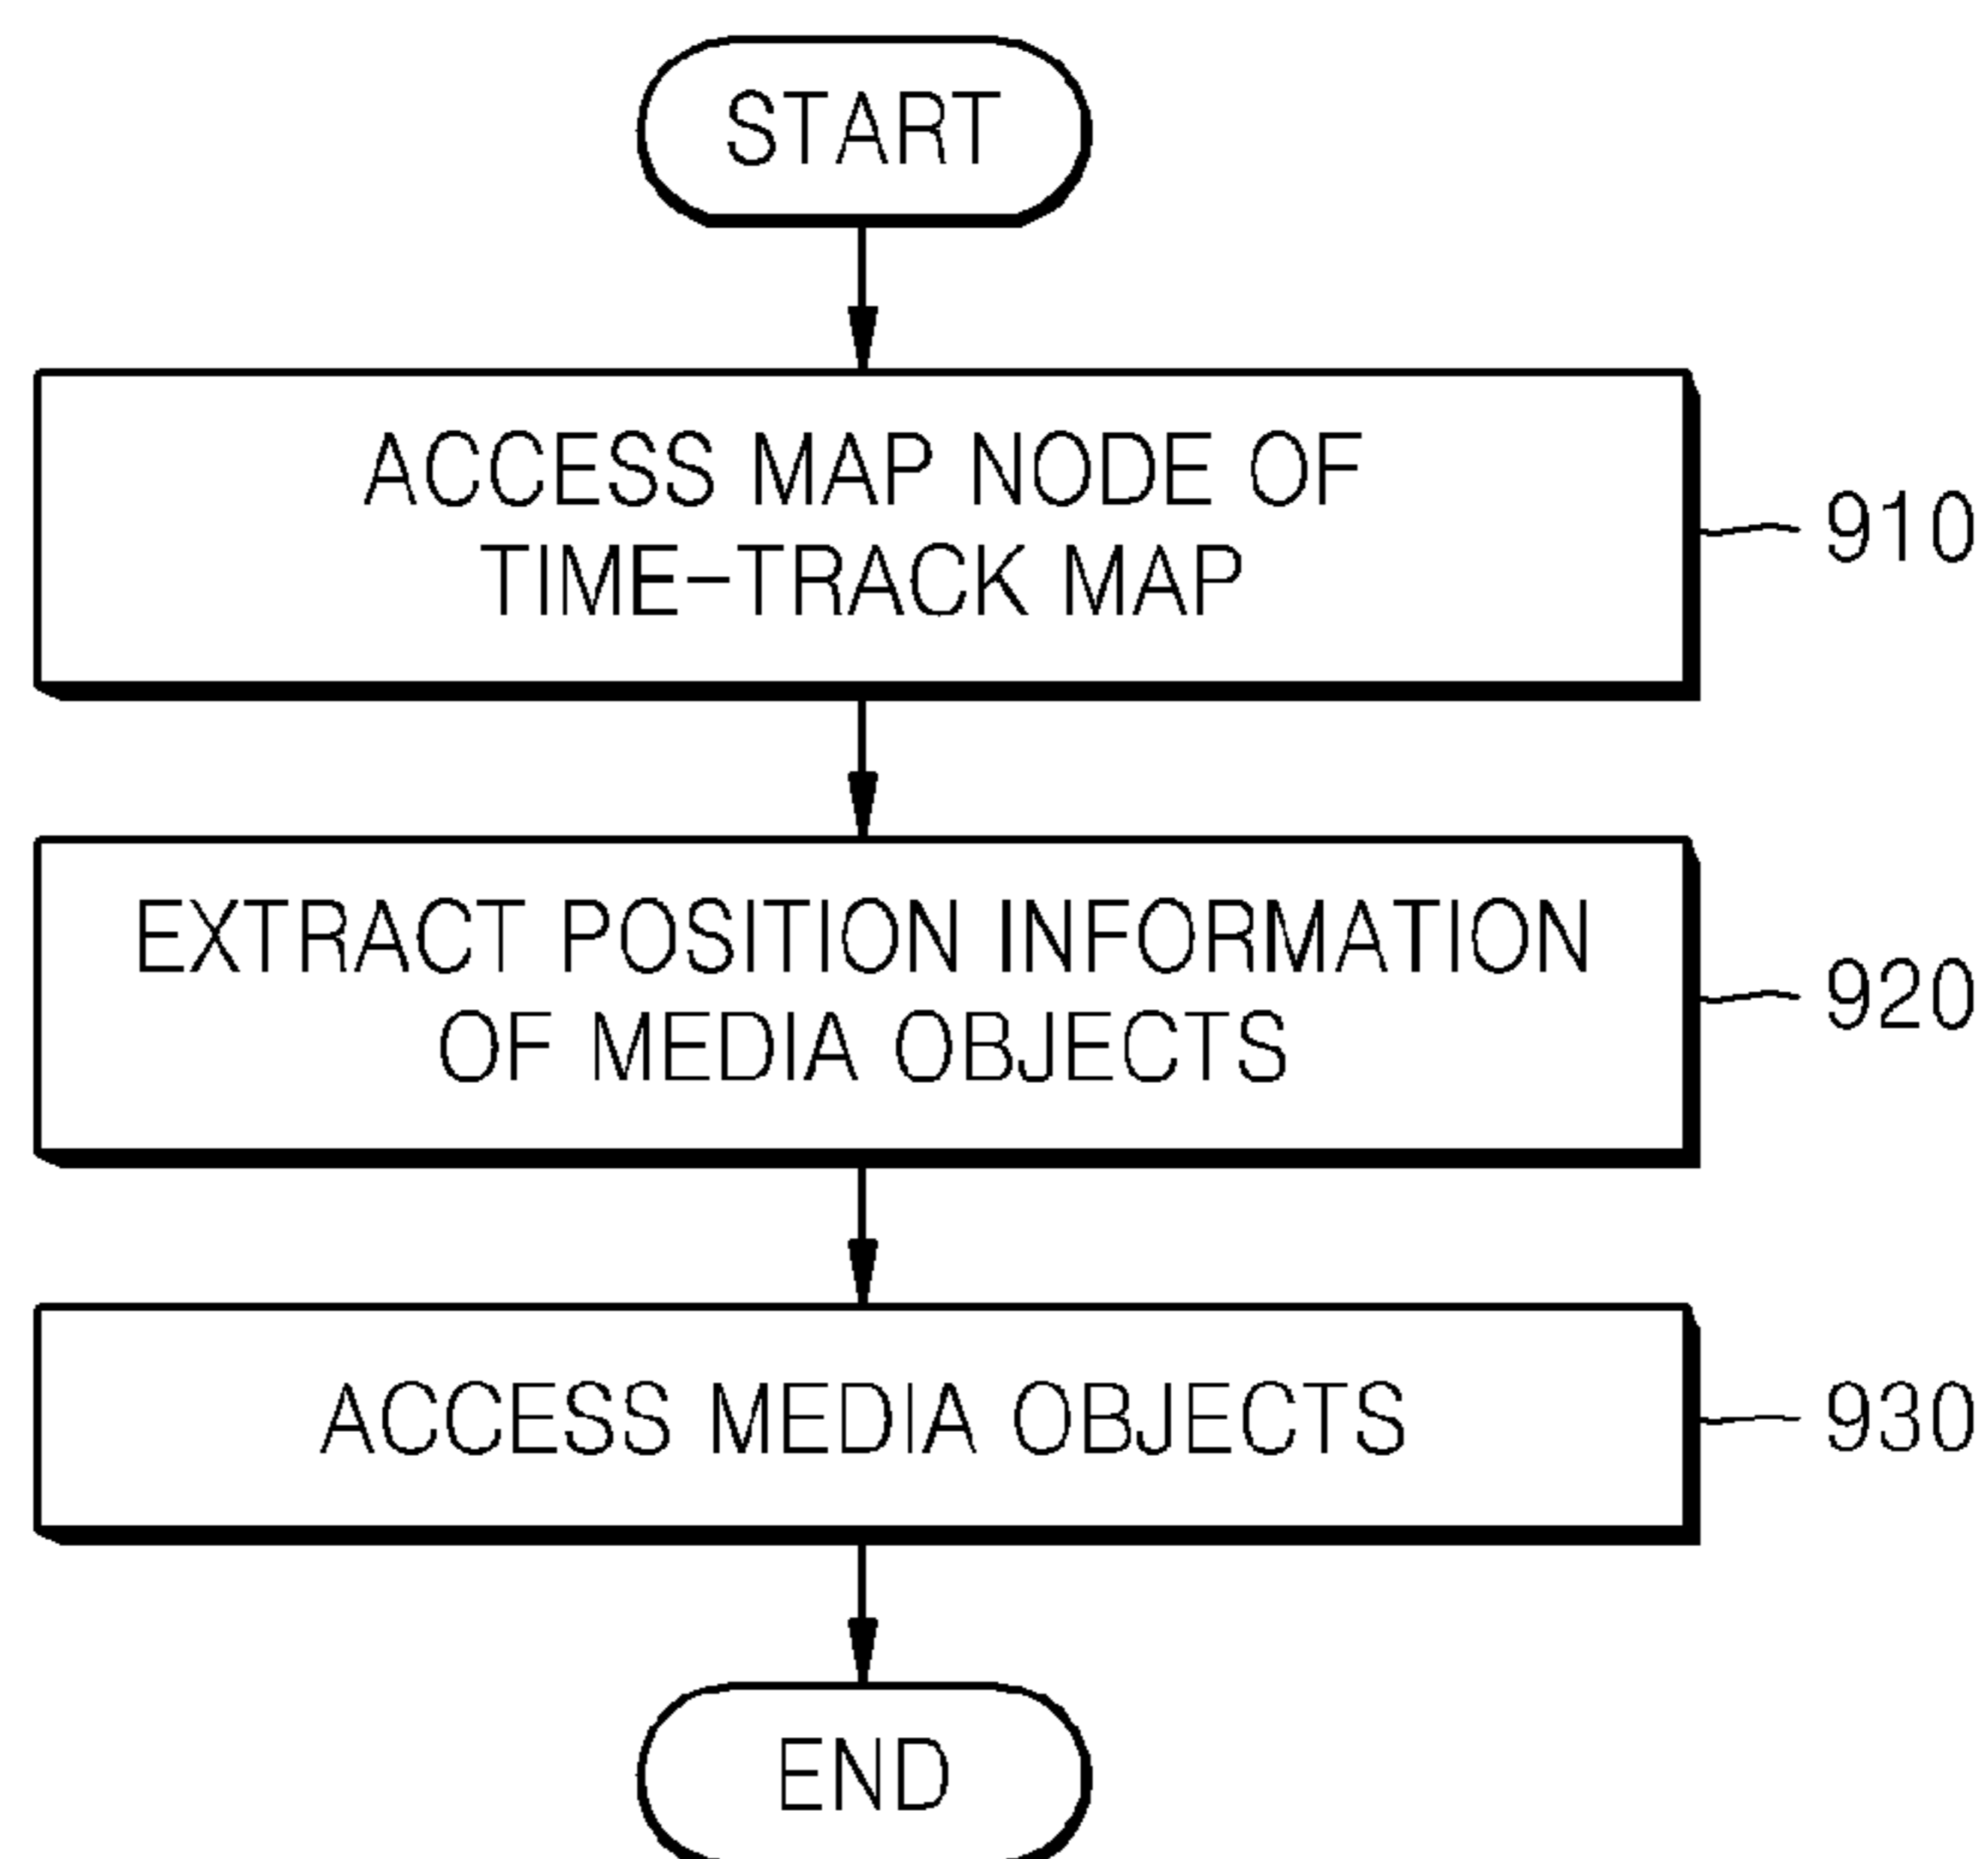 START
ACCESS MAP NODE OF
TIME-TRACK MAP
910
EXTRACT POSITION INFORMATION
OF MEDIA OBJECTS
920
ACCESS MEDIA OBJECTS
930
END